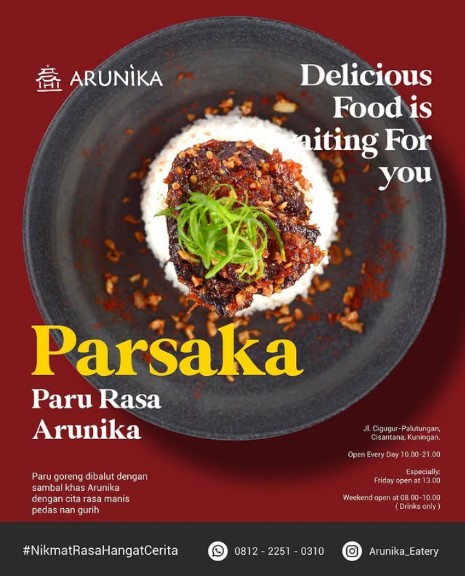 ARUNIKA
Delicious
Food is
Waiting For
you
Parsaka
Paru Rasa
Arunika
Paru goreng dibalut dengan
sambal khas Arunika
dengan cita rasa manis
pedas nan gurih
Jl. Cigugur-Palutungan,
Cisantana, Kuningan.
Open Every Day 10.00-21.00
Especially:
Friday open at 13.00
Weekend open at 08.00-10.00
( Drinks only )
#NikmatRasaHangatCerita
0812 - 2251 - 0310
Arunika_Eatery